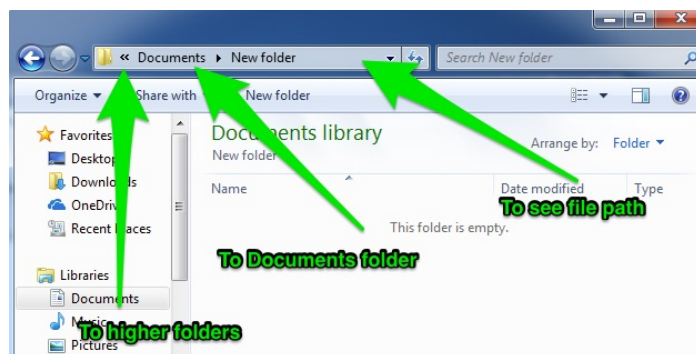 « Documents New folder
Search New folder
Organize Share with New folder
Favorites
Desktop
Downloads
OneDrive
Recent Places
Libraries
Documents
Music
Pictures
Documents library
New folder
Arrange by: Folder
Name Date modified Type
This folder is empty.
To see file path
To Documents folder
To higher folders